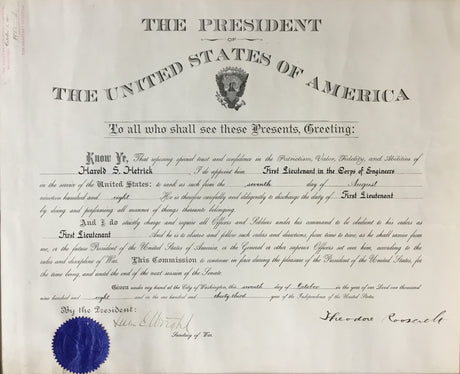 THE PRESIDENT
OF
THE UNITED STATES OF AMERICA
To all who shall see these Presents, Greeting:
Know Ye, That reposing special trust and confidence in the Patriotism, Valor, Fidelity, and Abilities of
Harold S. Hetrick, I do appoint him First Lieutenant in the Corps of Engineers
in the service of the United States: to rank as such from the seventh day of August
nineteen hundred and eight. He is therefore carefully and diligently to discharge the duty of First Lieutenant
by doing and performing all manner of things thereunto belonging.
And I do strictly charge and require all Officers and Soldiers under his command to be obedient to his orders as
First Lieutenant. And he is to observe and follow such orders and directions, from time to time, as he shall receive from
me, or the future President of the United States of America, or the General or other superior Officers set over him, according to the
rules and discipline of War. This Commission to continue in force during the pleasure of the President of the United States, for
the time being, and until the end of the next session of the Senate.
Given under my hand at the City of Washington, this seventh day of October in the year of our Lord one thousand
nine hundred and eight and in the one hundred and thirty third year of the Independence of the United States.
By the President:
Luke E Wright
Theodore Roosevelt
Secretary of War.